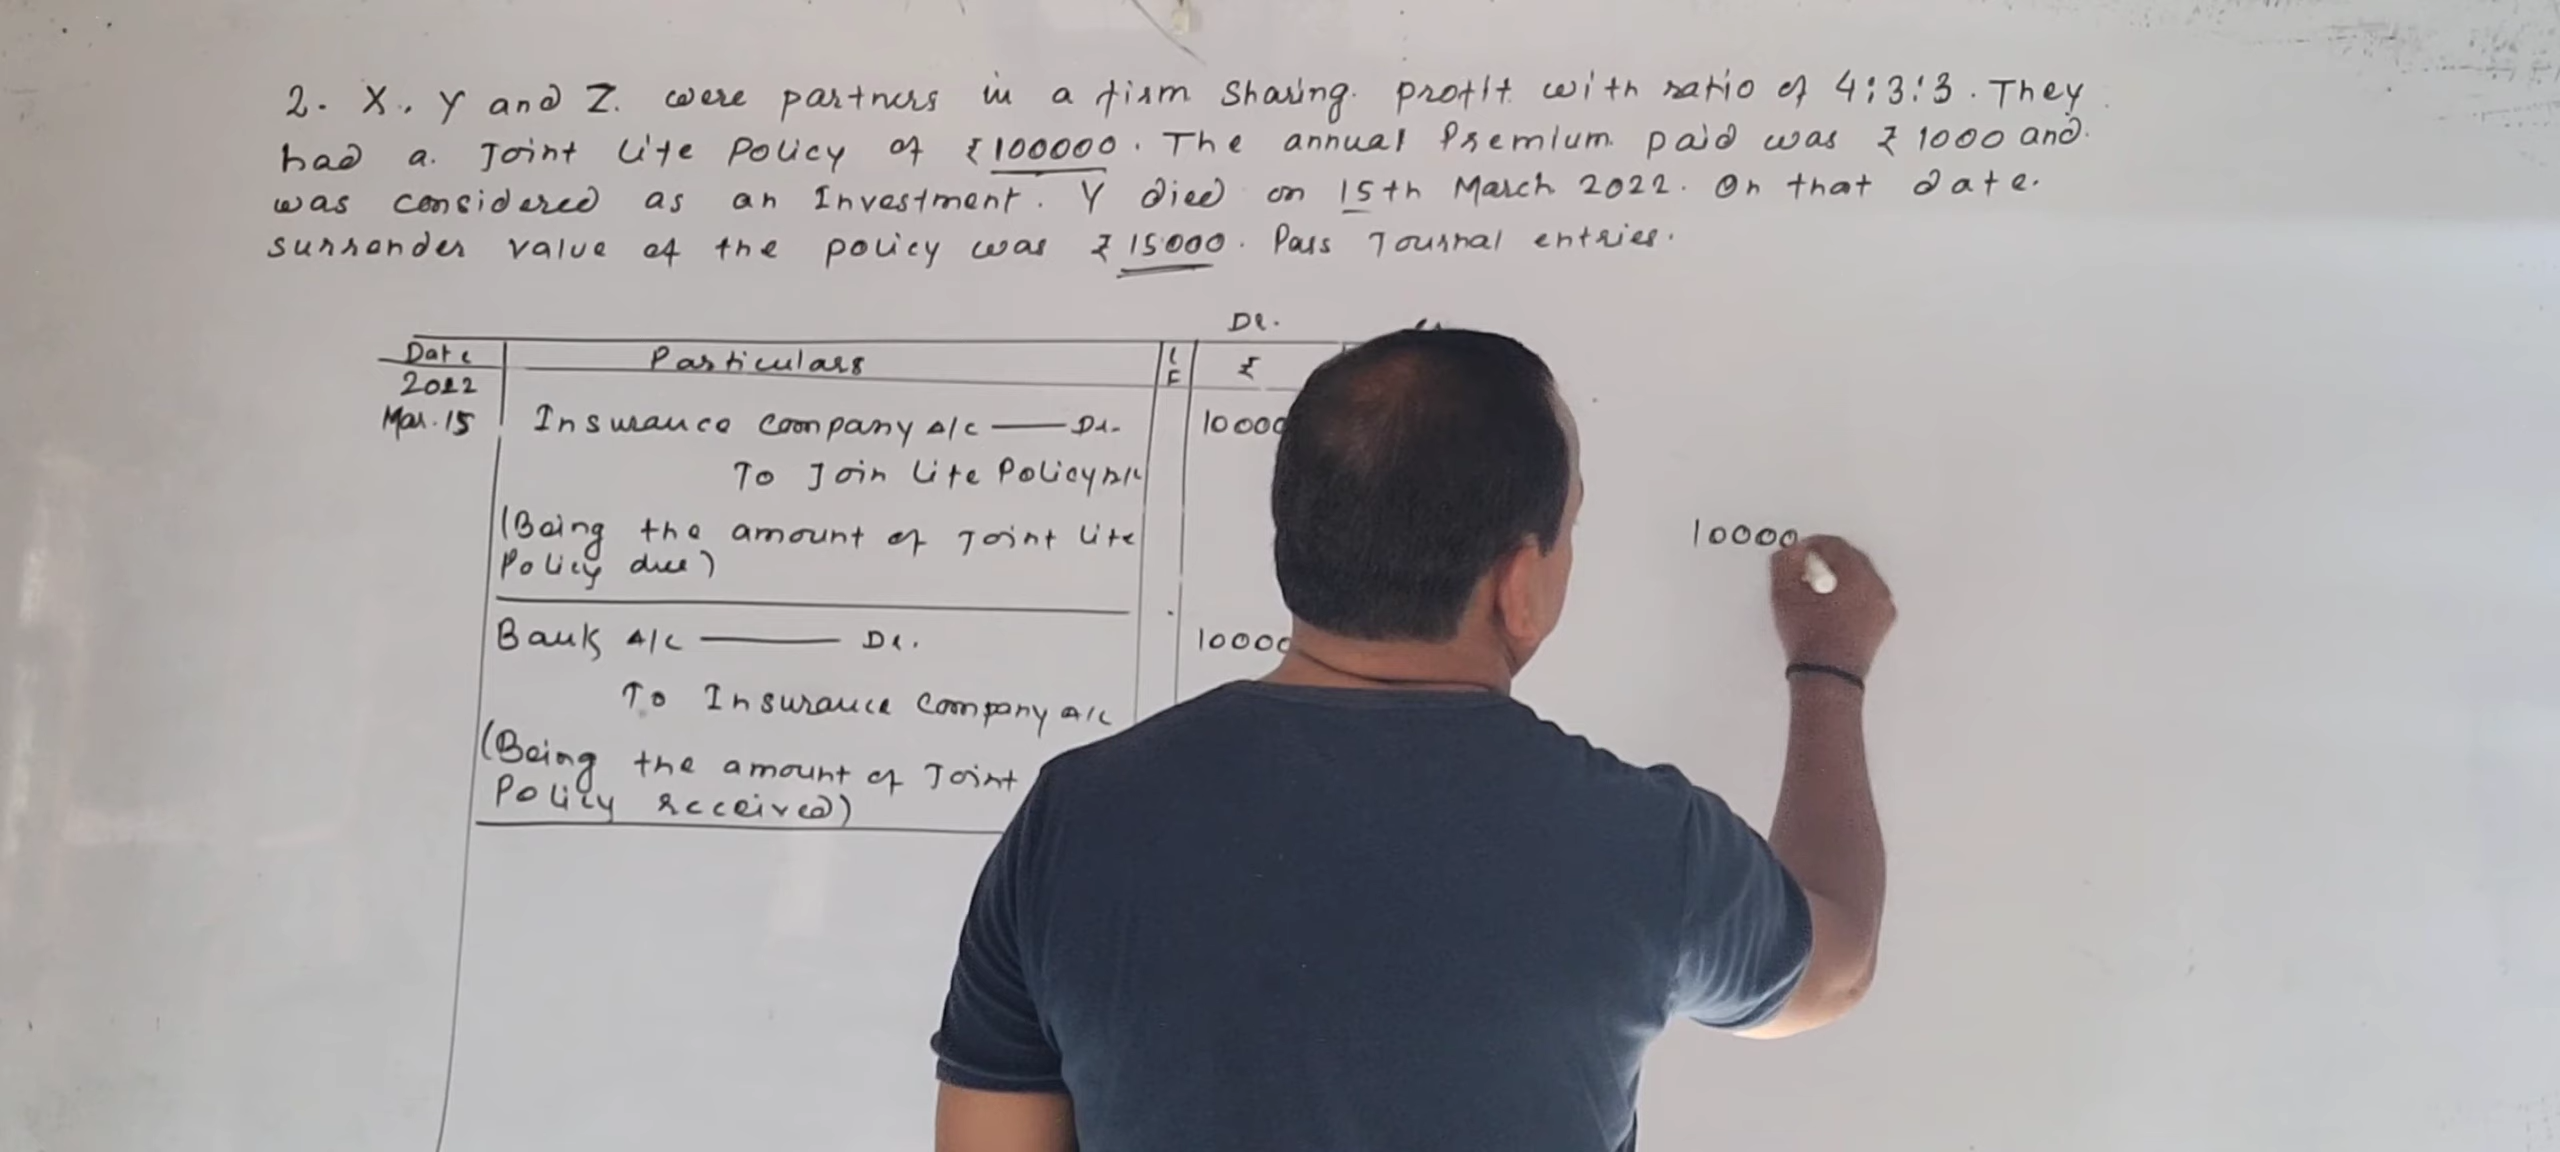 2. X, Y and Z. were partners in a firm sharing profit with ratio of 4:3:3. They
had a Joint Life Policy of ₹100000. The annual Premium paid was ₹ 1000 and
was considered as an Investment. Y died on 15th March 2022. On that date.
surrander value of the policy was ₹ 15000. Pass Journal entries.
Dr.
Date Particulars L F ₹
2022
Mar. 15 Insurance Company A/c — Dr. 10000
To Join Life Policy A/c
(Being the amount of Joint Life
Policy due)
10000
Bank A/c — Dr. 10000
To Insurance Company A/c
(Being the amount of Joint
Policy received)